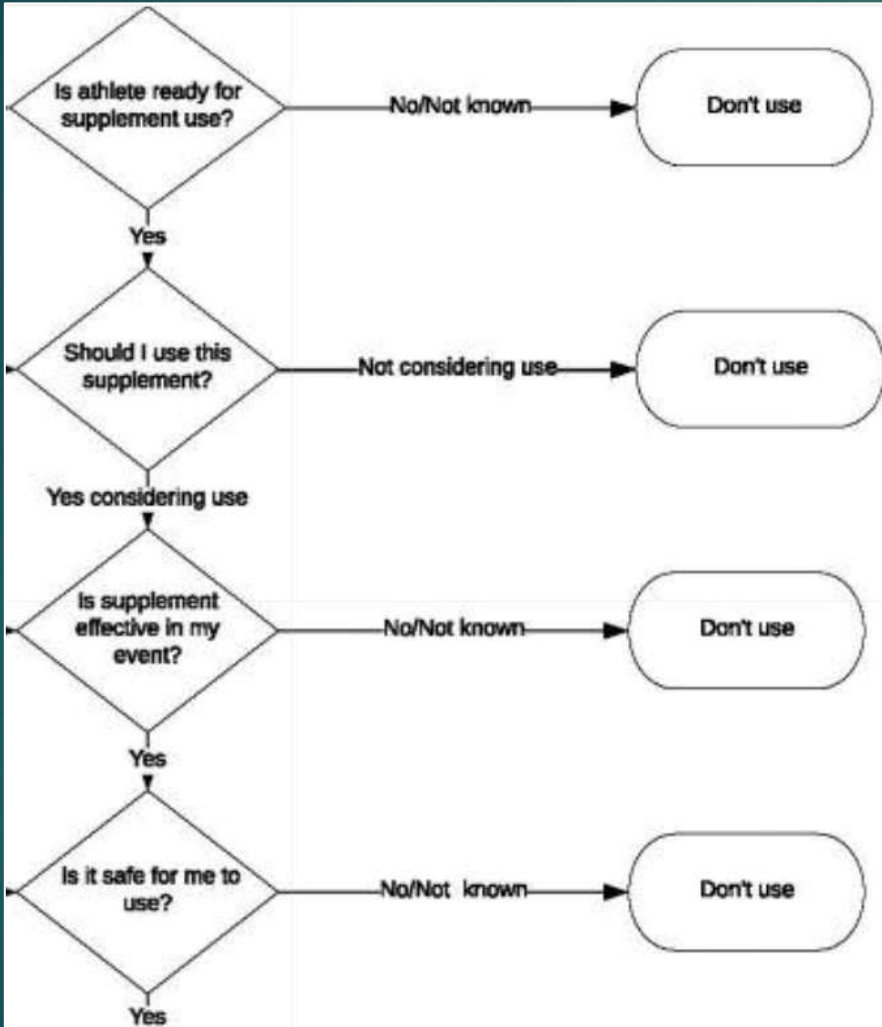 Is athlete ready for
supplement use?
No/Not known
Don't use
Yes
Should I use this
supplement?
Not considering use
Don't use
Yes considering use
Is supplement
effective in my
event?
No/Not known
Don't use
Yes
Is it safe for me to
use?
No/Not known
Don't use
Yes